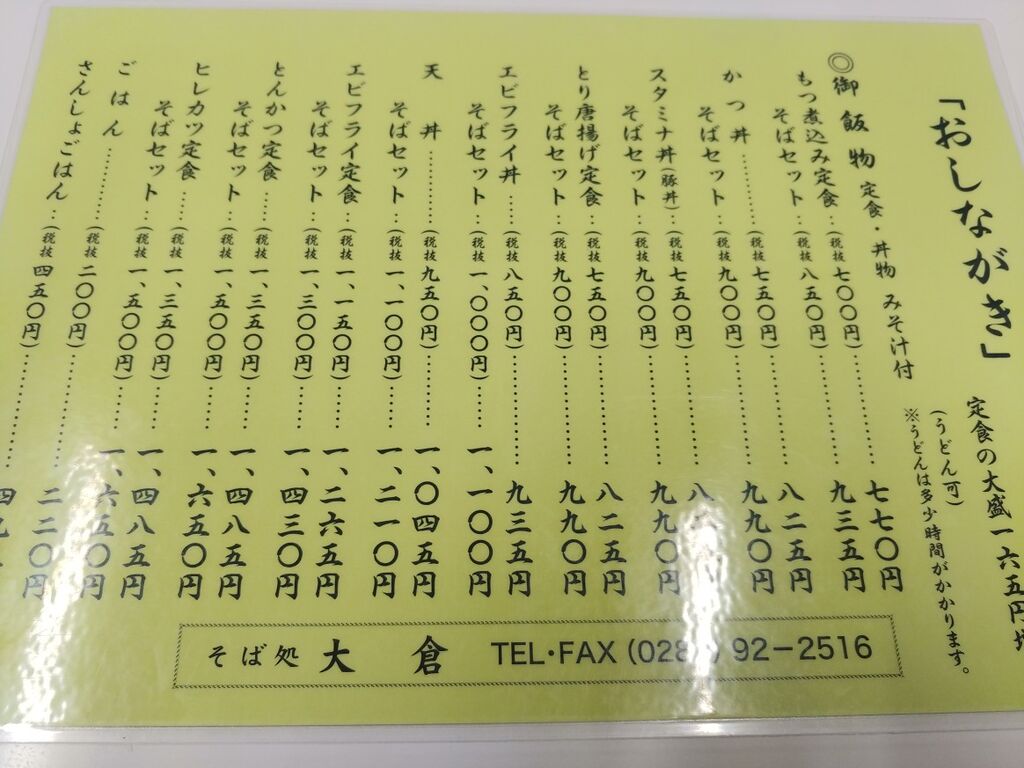 「おしながき」 定食の大盛一六五円
(うどん可)
※うどんは多少時間がかかります。
◎御飯物 定食・丼物 みそ汁付
もつ煮込み定食…(税抜 七〇〇円)……七七〇円
そばセット…(税抜 八五〇円)……九三五円
かつ丼……(税抜 七五〇円)……八二五円
そばセット…(税抜 九〇〇円)……九九〇円
スタミナ丼(豚丼)…(税抜 七五〇円)……八
そばセット…(税抜 九〇〇円)……九九〇円
とり唐揚げ定食…(税抜 七五〇円)……八二五円
そばセット…(税抜 九〇〇円)……九九〇円
エビフライ丼……(税抜 八五〇円)……九三五円
そばセット…(税抜 一、〇〇〇円)……一、一〇〇円
天丼……(税抜 九五〇円)……一、〇四五円
そばセット…(税抜 一、一〇〇円)……一、二一〇円
エビフライ定食…(税抜 一、一五〇円)……一、二六五円
そばセット…(税抜 一、三〇〇円)……一、四三〇円
とんかつ定食……(税抜 一、三五〇円)……一、四八五円
そばセット…(税抜 一、五〇〇円)……一、六五〇円
ヒレカツ定食……(税抜 一、三五〇円)……一、四八五円
そばセット…(税抜 一、五〇〇円)……一、六五〇円
ごはん……(税抜 二〇〇円)……二二〇円
さんしょごはん…(税抜 四五〇円)……四九
そば処 大倉 TEL・FAX (028 ) 92−2516